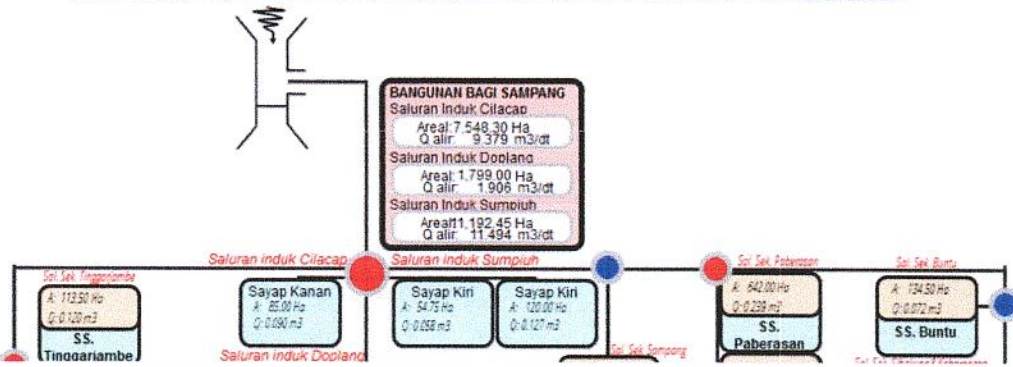 BANGUNAN BAGI SAMPANG
Saluran Induk Cilacap
Areal: 7,548.30 Ha
Q alir: 9.379 m3/dt
Saluran Induk Doplang
Areal: 1,799.00 Ha
Q alir: 1.906 m3/dt
Saluran Induk Sumpiuh
Areal11,192.45 Ha
Q alir: 11.494 m3/dt
Saluran induk Cilacap
Saluran induk Sumpiuh
Sal. Sek. Tinggarjambe
A: 113.50 Ha
Q: 0.120 m3
SS.
Tinggarjambe
Sayap Kanan
A: 85.00 Ha
Q: 0.090 m3
Saluran induk Doplang
Sayap Kiri
A: 54.75 Ha
Q: 0.058 m3
Sayap Kiri
A: 120.00 Ha
Q: 0.127 m3
Sal. Sek. Sampang
Sal. Sek. Paberasan
A: 642.00 Ha
Q: 0.239 m3
SS.
Paberasan
Sal. Sek. Buntu
A: 134.50 Ha
Q: 0.072 m3
SS. Buntu